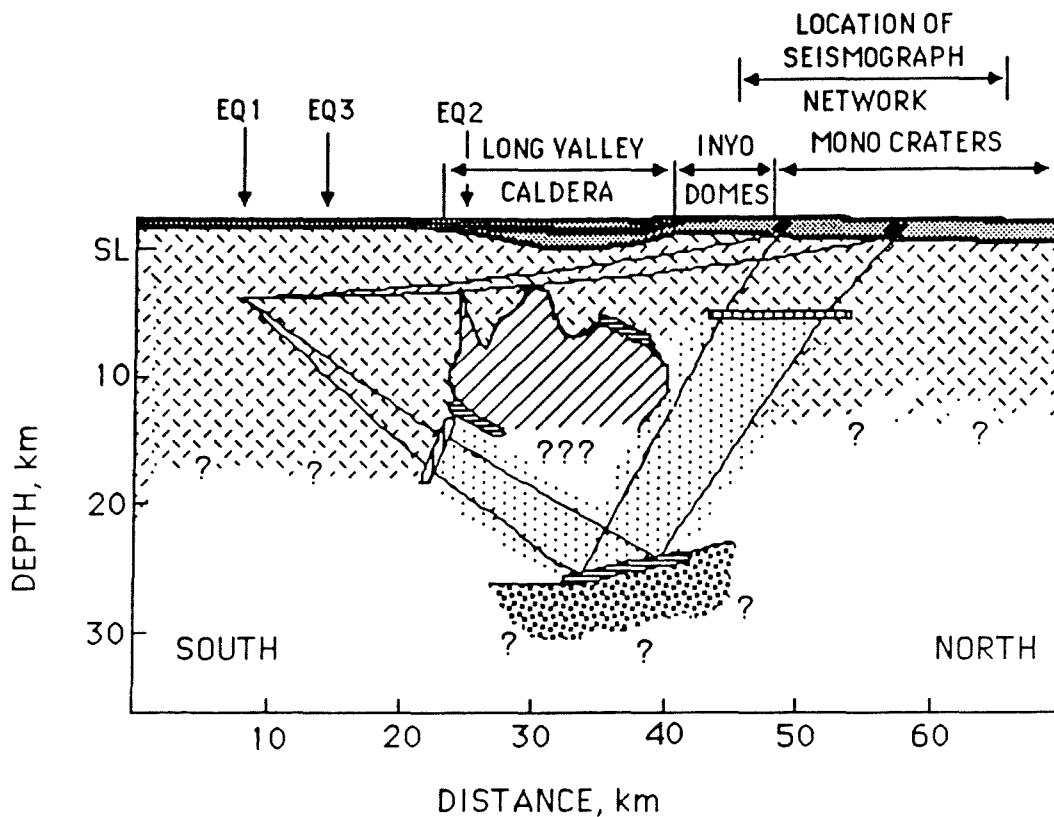 LOCATION OF
SEISMOGRAPH
NETWORK
EQ1
EQ3
EQ2
LONG VALLEY
CALDERA
INYO
DOMES
MONO CRATERS
SL
10
20
30
DEPTH, km
? ? ??? ? ?
? ? ?
SOUTH
NORTH
10 20 30 40 50 60
DISTANCE, km